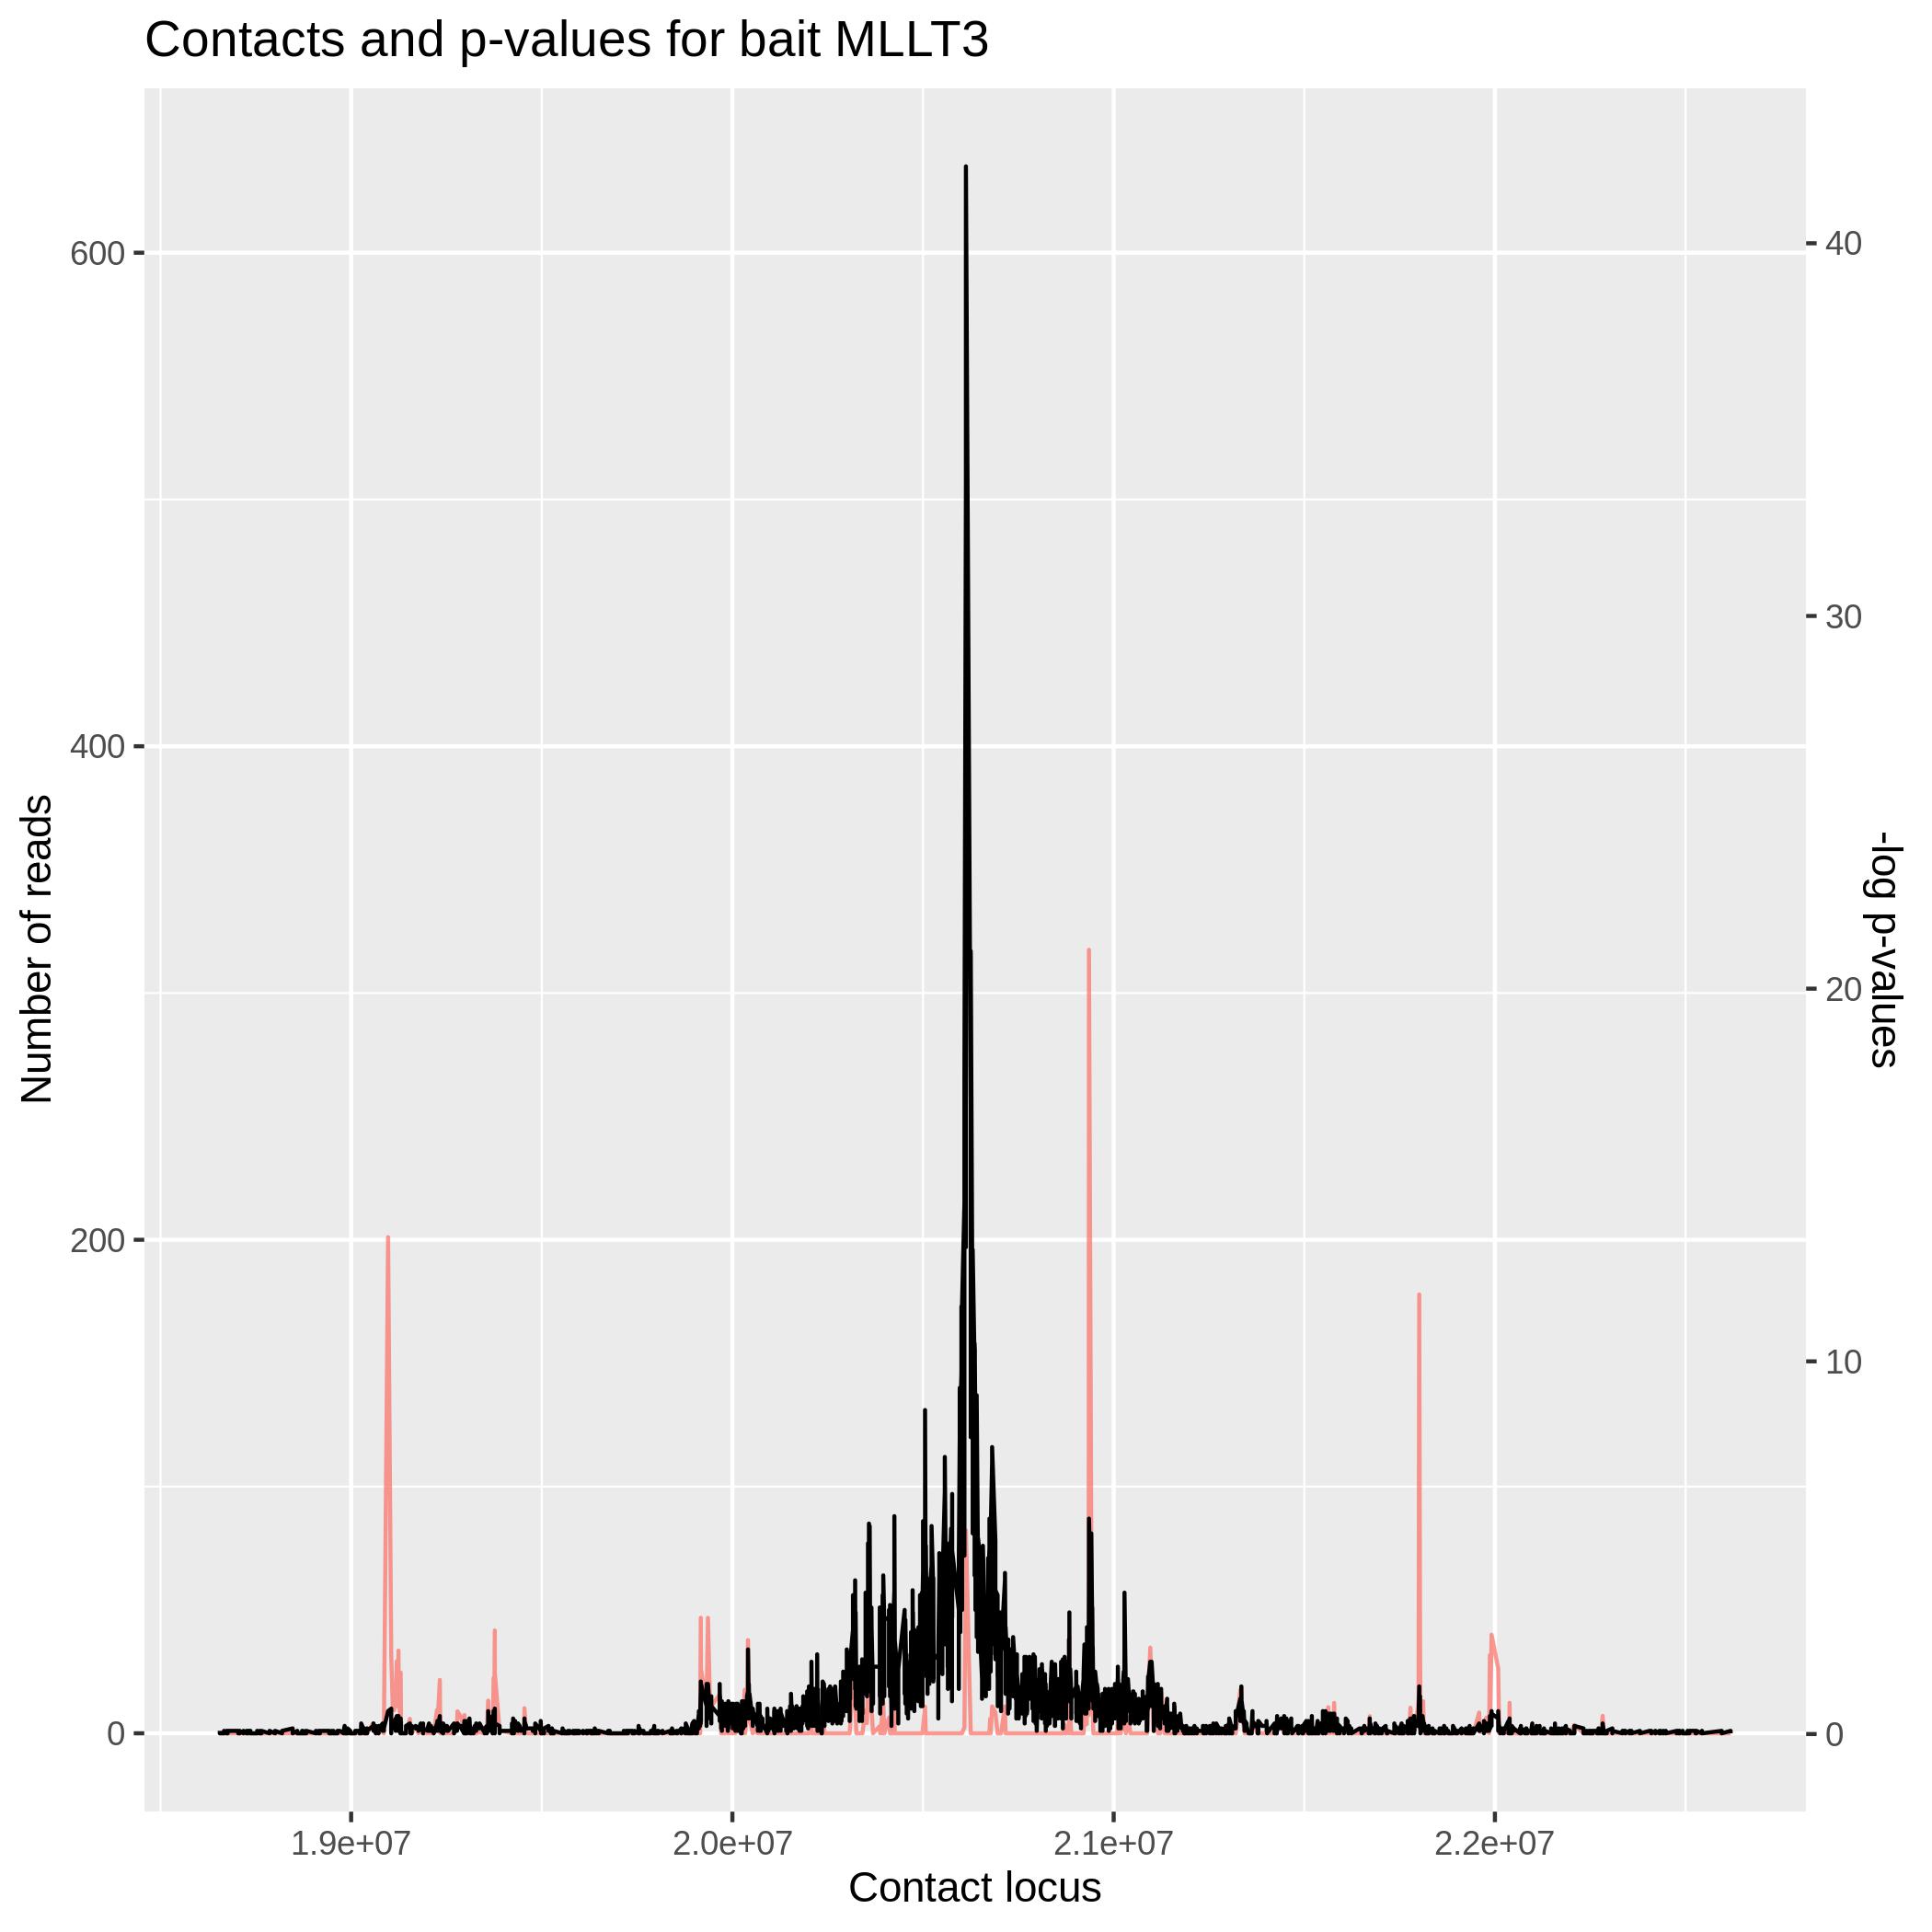 Contacts and p-values for bait MLLT3
600
400
200
0
Number of reads
40
30
20
10
0
-log p-values
1.9e+07
2.0e+07
2.1e+07
2.2e+07
Contact locus